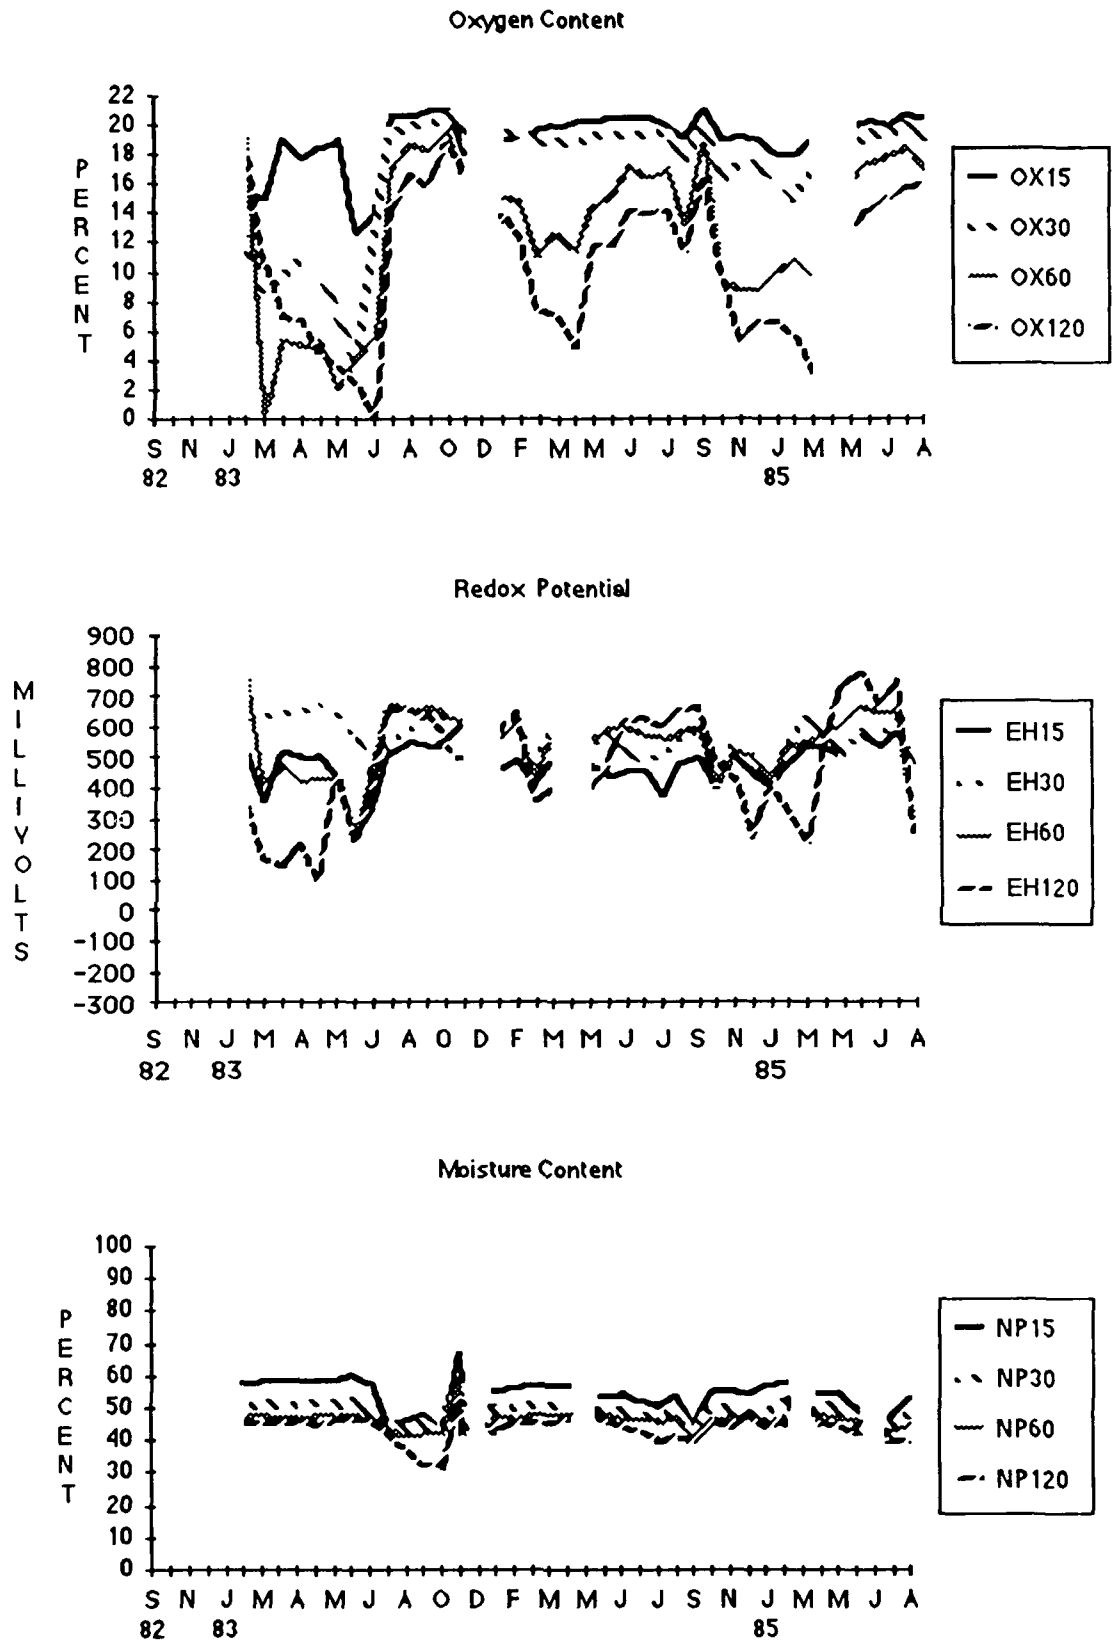 Oxygen Content
PERCENT
22
20
18
16
14
12
10
8
6
4
2
0
S N J M A M J A O D F M M J J S N J M M J A
82 83 85
OX15
OX30
OX60
OX120
Redox Potential
MILLIVOLTS
900
800
700
600
500
400
300
200
100
0
-100
-200
-300
S N J M A M J A O D F M M J J S N J M M J A
82 83 85
EH15
EH30
EH60
EH120
Moisture Content
PERCENT
100
90
80
70
60
50
40
30
20
10
0
S N J M A M J A O D F M M J J S N J M M J A
82 83 85
NP15
NP30
NP60
NP120